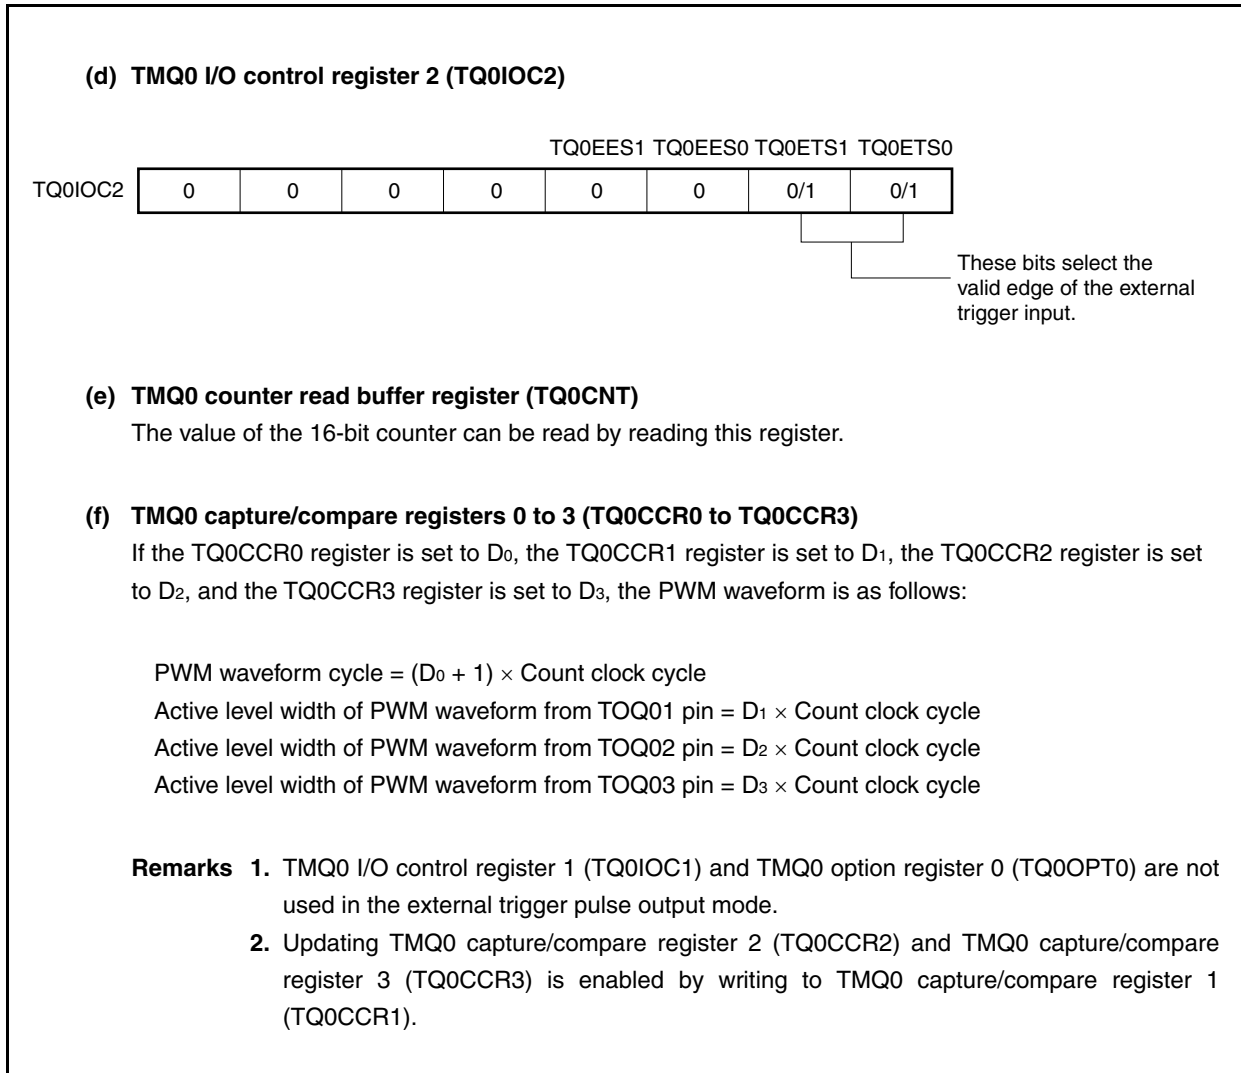 (d) TMQ0 I/O control register 2 (TQ0IOC2)
TQ0EES1 TQ0EES0 TQ0ETS1 TQ0ETS0
TQ0IOC2 0 0 0 0 0 0 0/1 0/1
These bits select the
valid edge of the external
trigger input.
(e) TMQ0 counter read buffer register (TQ0CNT)
The value of the 16-bit counter can be read by reading this register.
(f) TMQ0 capture/compare registers 0 to 3 (TQ0CCR0 to TQ0CCR3)
If the TQ0CCR0 register is set to D0, the TQ0CCR1 register is set to D1, the TQ0CCR2 register is set
to D2, and the TQ0CCR3 register is set to D3, the PWM waveform is as follows:
PWM waveform cycle = (D0 + 1) × Count clock cycle
Active level width of PWM waveform from TOQ01 pin = D1 × Count clock cycle
Active level width of PWM waveform from TOQ02 pin = D2 × Count clock cycle
Active level width of PWM waveform from TOQ03 pin = D3 × Count clock cycle
Remarks 1. TMQ0 I/O control register 1 (TQ0IOC1) and TMQ0 option register 0 (TQ0OPT0) are not
used in the external trigger pulse output mode.
2. Updating TMQ0 capture/compare register 2 (TQ0CCR2) and TMQ0 capture/compare
register 3 (TQ0CCR3) is enabled by writing to TMQ0 capture/compare register 1
(TQ0CCR1).